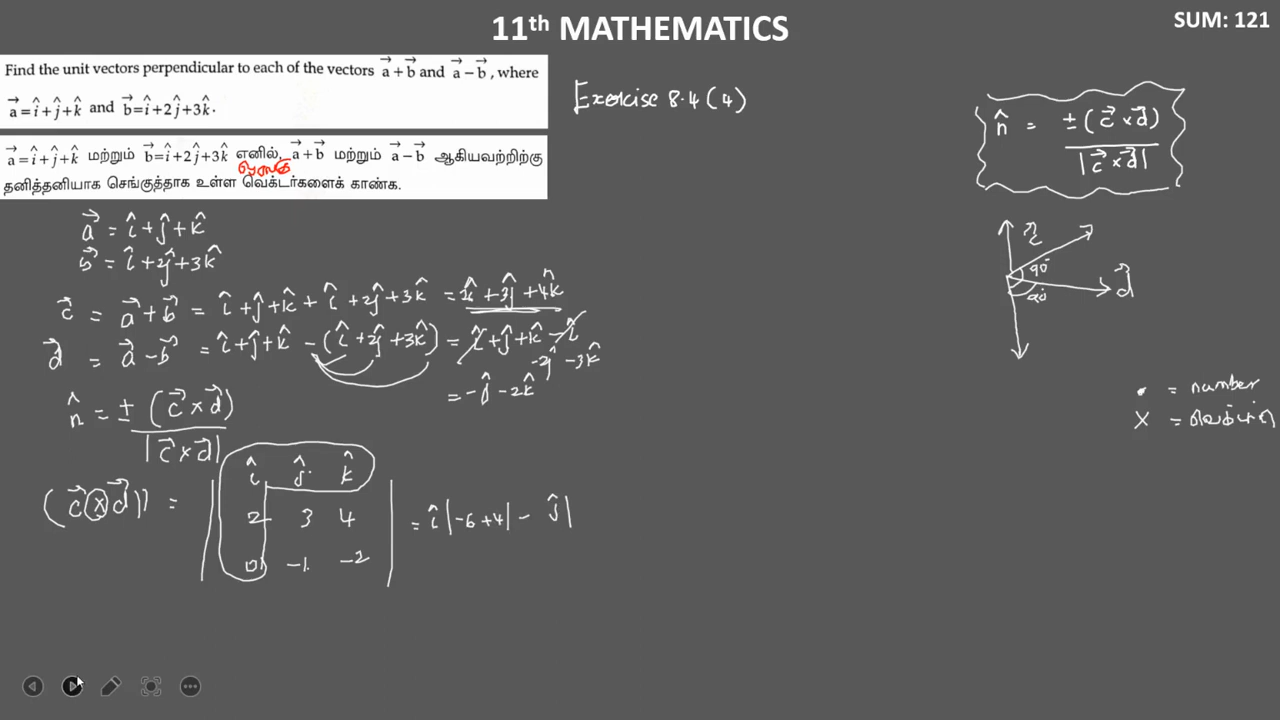 11th MATHEMATICS
SUM: 121
Find the unit vectors perpendicular to each of the vectors a⃗+b⃗ and a⃗−b⃗, where
a⃗=î+ĵ+k̂ and b⃗=î+2ĵ+3k̂.
a⃗=î+ĵ+k̂ மற்றும் b⃗=î+2ĵ+3k̂ எனில், a⃗+b⃗ மற்றும் a⃗−b⃗ ஆகியவற்றிற்கு
தனித்தனியாக செங்குத்தாக உள்ள வெக்டர்களைக் காண்க.
Exercise 8.4(4)
n̂ = ±(c⃗×d⃗) / |c⃗×d⃗|
a⃗ = î+ĵ+k̂
b⃗ = î+2ĵ+3k̂
c⃗ = a⃗+b⃗ = î+ĵ+k̂ + î+2ĵ+3k̂ = 2î+3ĵ+4k̂
d⃗ = a⃗−b⃗ = î+ĵ+k̂ −(î+2ĵ+3k̂) = î+ĵ+k̂ −î
−2ĵ −3k̂
= −ĵ −2k̂
n̂ = ± (c⃗×d⃗) / |c⃗×d⃗|
î ĵ k̂
(c⃗×d⃗) = 2 3 4 = î|−6+4| − ĵ|
0 −1 −2
90°
d⃗
90°
• = number
× =